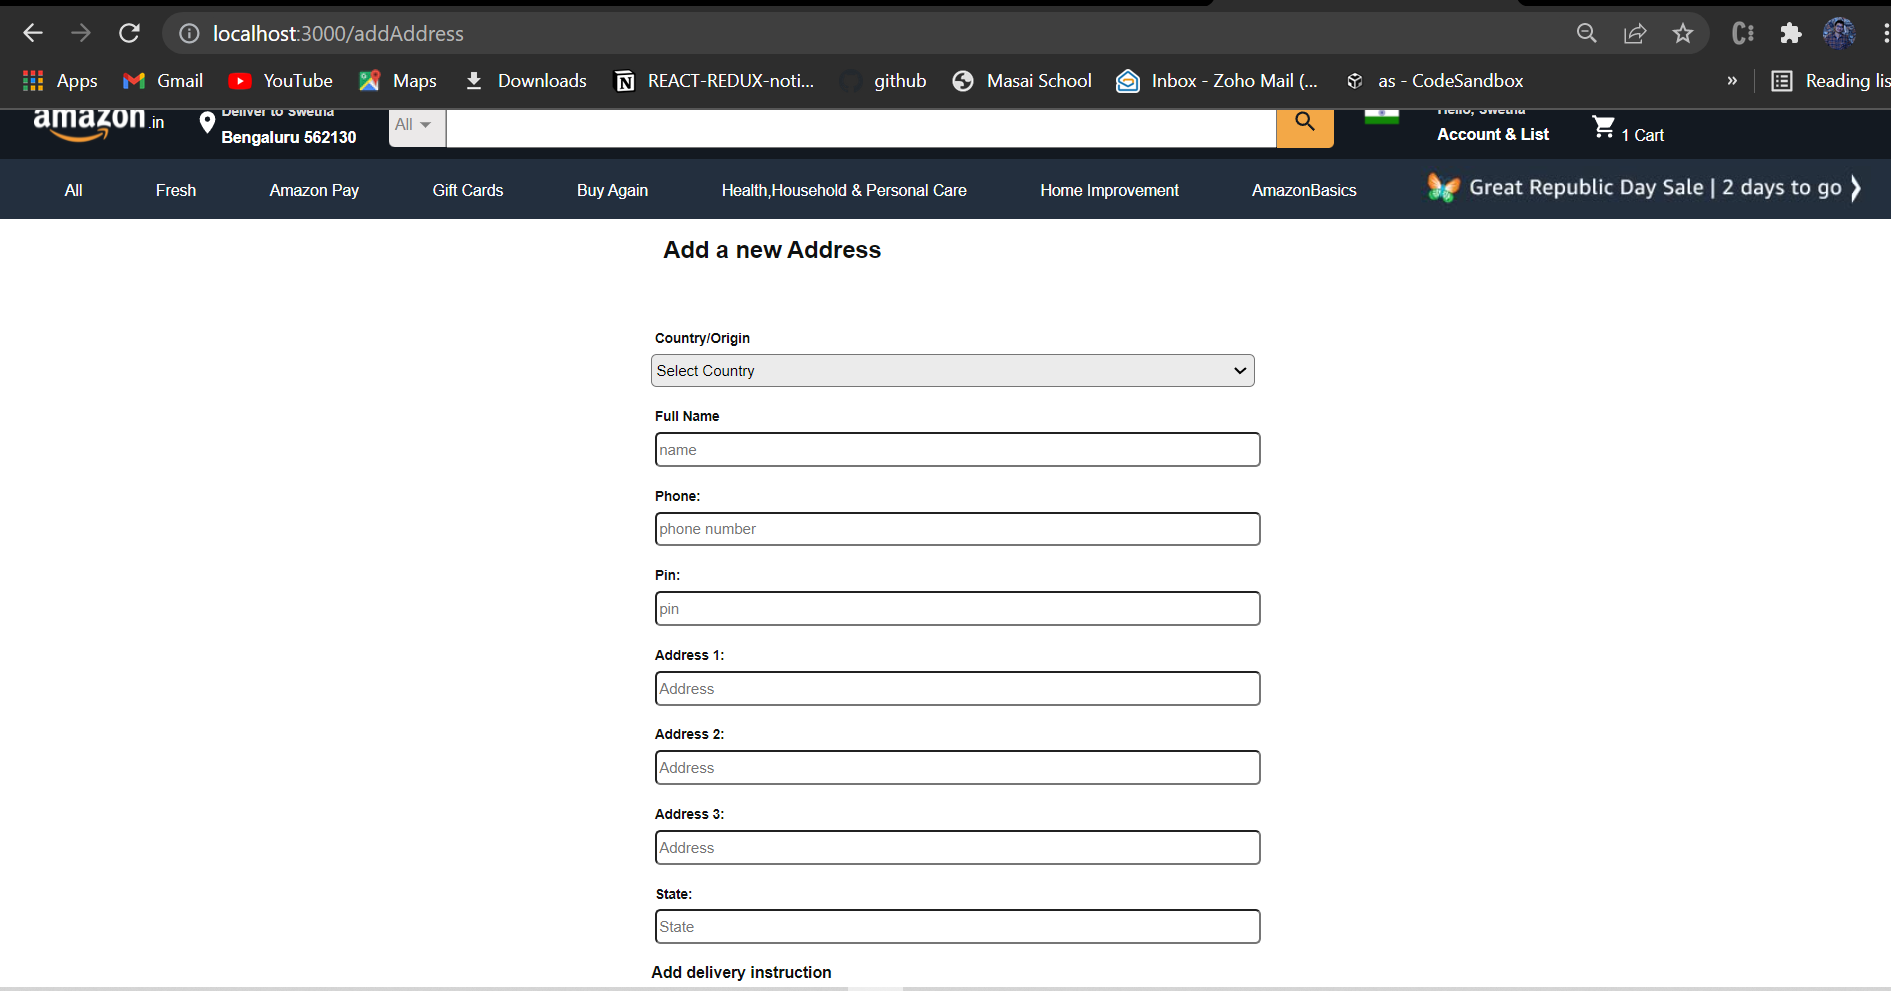 localhost:3000/addAddress
Apps Gmail YouTube Maps Downloads REACT-REDUX-noti... github Masai School Inbox - Zoho Mail (... as - CodeSandbox » Reading lis
amazon.in Deliver to Swetha All Hello, Swetha
Bengaluru 562130 Account & List 1 Cart
All Fresh Amazon Pay Gift Cards Buy Again Health,Household & Personal Care Home Improvement AmazonBasics Great Republic Day Sale | 2 days to go
Add a new Address
Country/Origin
Select Country
Full Name
name
Phone:
phone number
Pin:
pin
Address 1:
Address
Address 2:
Address
Address 3:
Address
State:
State
Add delivery instruction